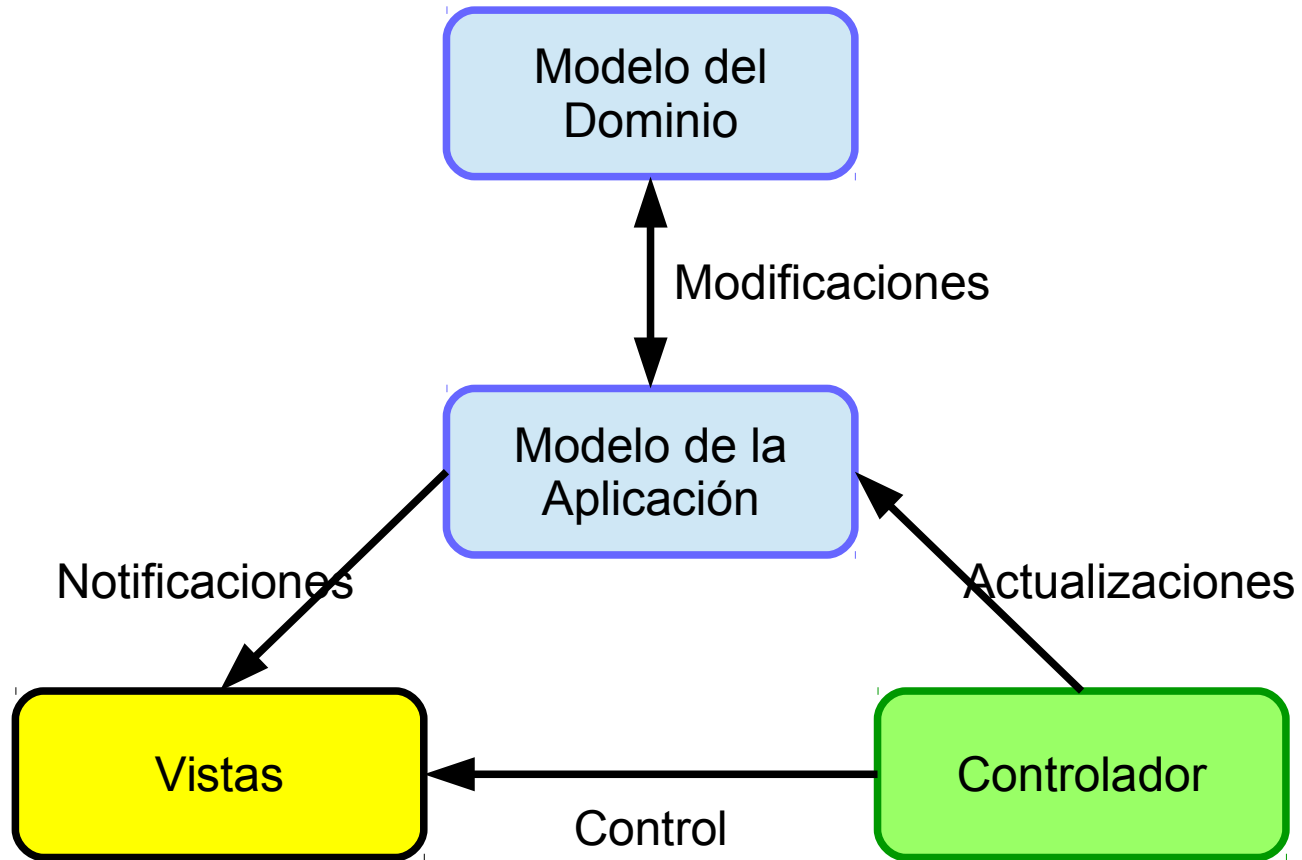 Modelo del
Dominio
Modificaciones
Modelo de la
Aplicación
Notificaciones
Actualizaciones
Vistas
Controlador
Control